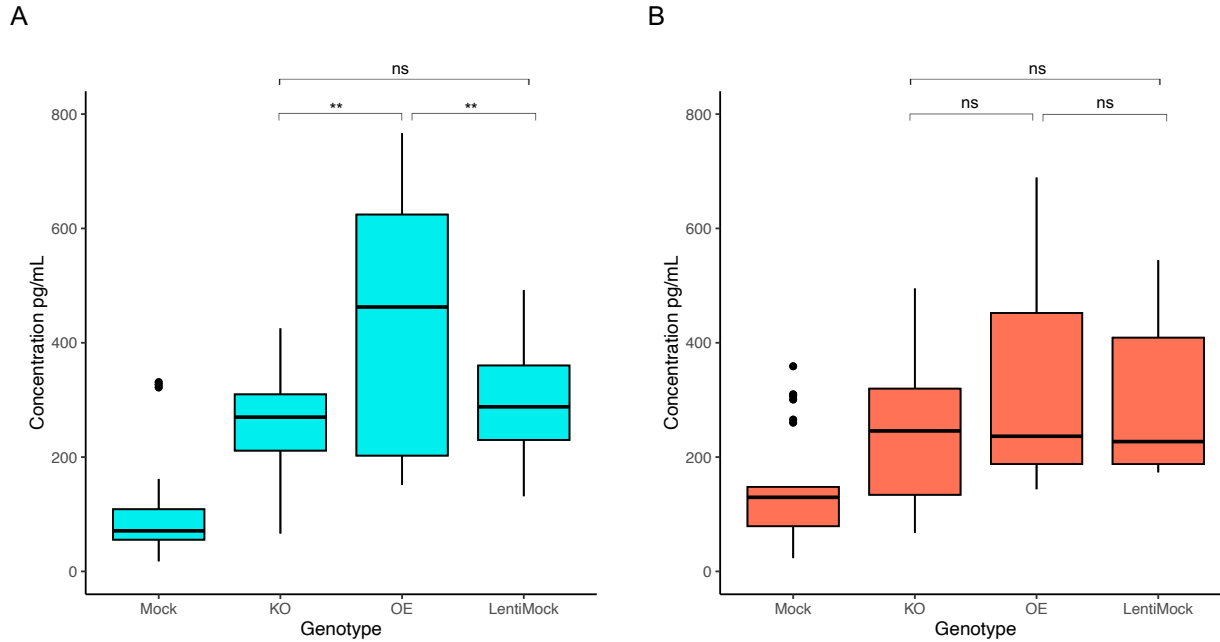 A
ns
**
**
800
600
400
200
0
Concentration pg/mL
Mock
KO
OE
LentiMock
Genotype
B
ns
ns
ns
800
600
400
200
0
Concentration pg/mL
Mock
KO
OE
LentiMock
Genotype